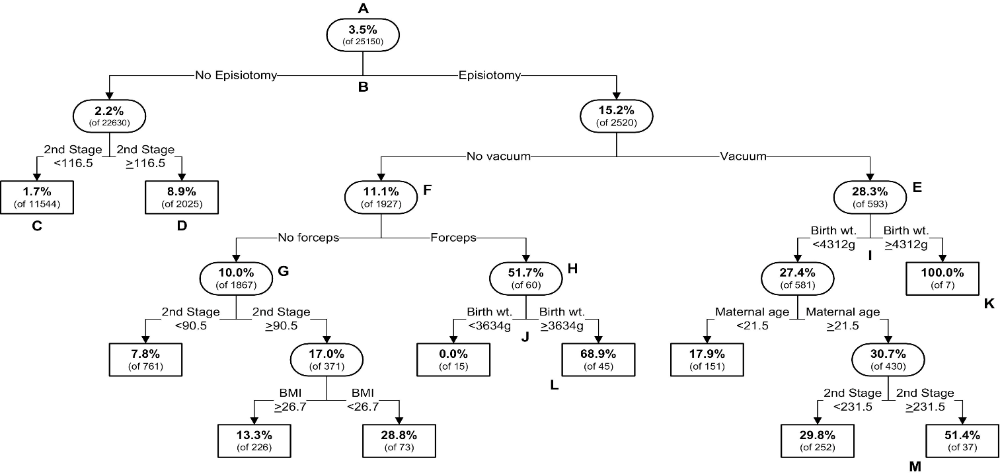 A
3.5%
(of 25150)
No Episiotomy
B
Episiotomy
2.2%
(of 22630)
15.2%
(of 2520)
2nd Stage
<116.5
2nd Stage
≥116.5
No vacuum
Vacuum
1.7%
(of 11544)
C
8.9%
(of 2025)
D
11.1%
(of 1927)
F
28.3%
(of 593)
E
No forceps
Forceps
Birth wt.
<4312g
I
Birth wt.
≥4312g
10.0%
(of 1867)
G
51.7%
(of 60)
H
27.4%
(of 581)
100.0%
(of 7)
K
2nd Stage
<90.5
2nd Stage
≥90.5
Birth wt.
<3634g
J
Birth wt.
≥3634g
Maternal age
<21.5
Maternal age
≥21.5
7.8%
(of 761)
17.0%
(of 371)
0.0%
(of 15)
68.9%
(of 45)
L
17.9%
(of 151)
30.7%
(of 430)
BMI
≥26.7
BMI
<26.7
2nd Stage
<231.5
2nd Stage
≥231.5
13.3%
(of 226)
28.8%
(of 73)
29.8%
(of 252)
51.4%
(of 37)
M